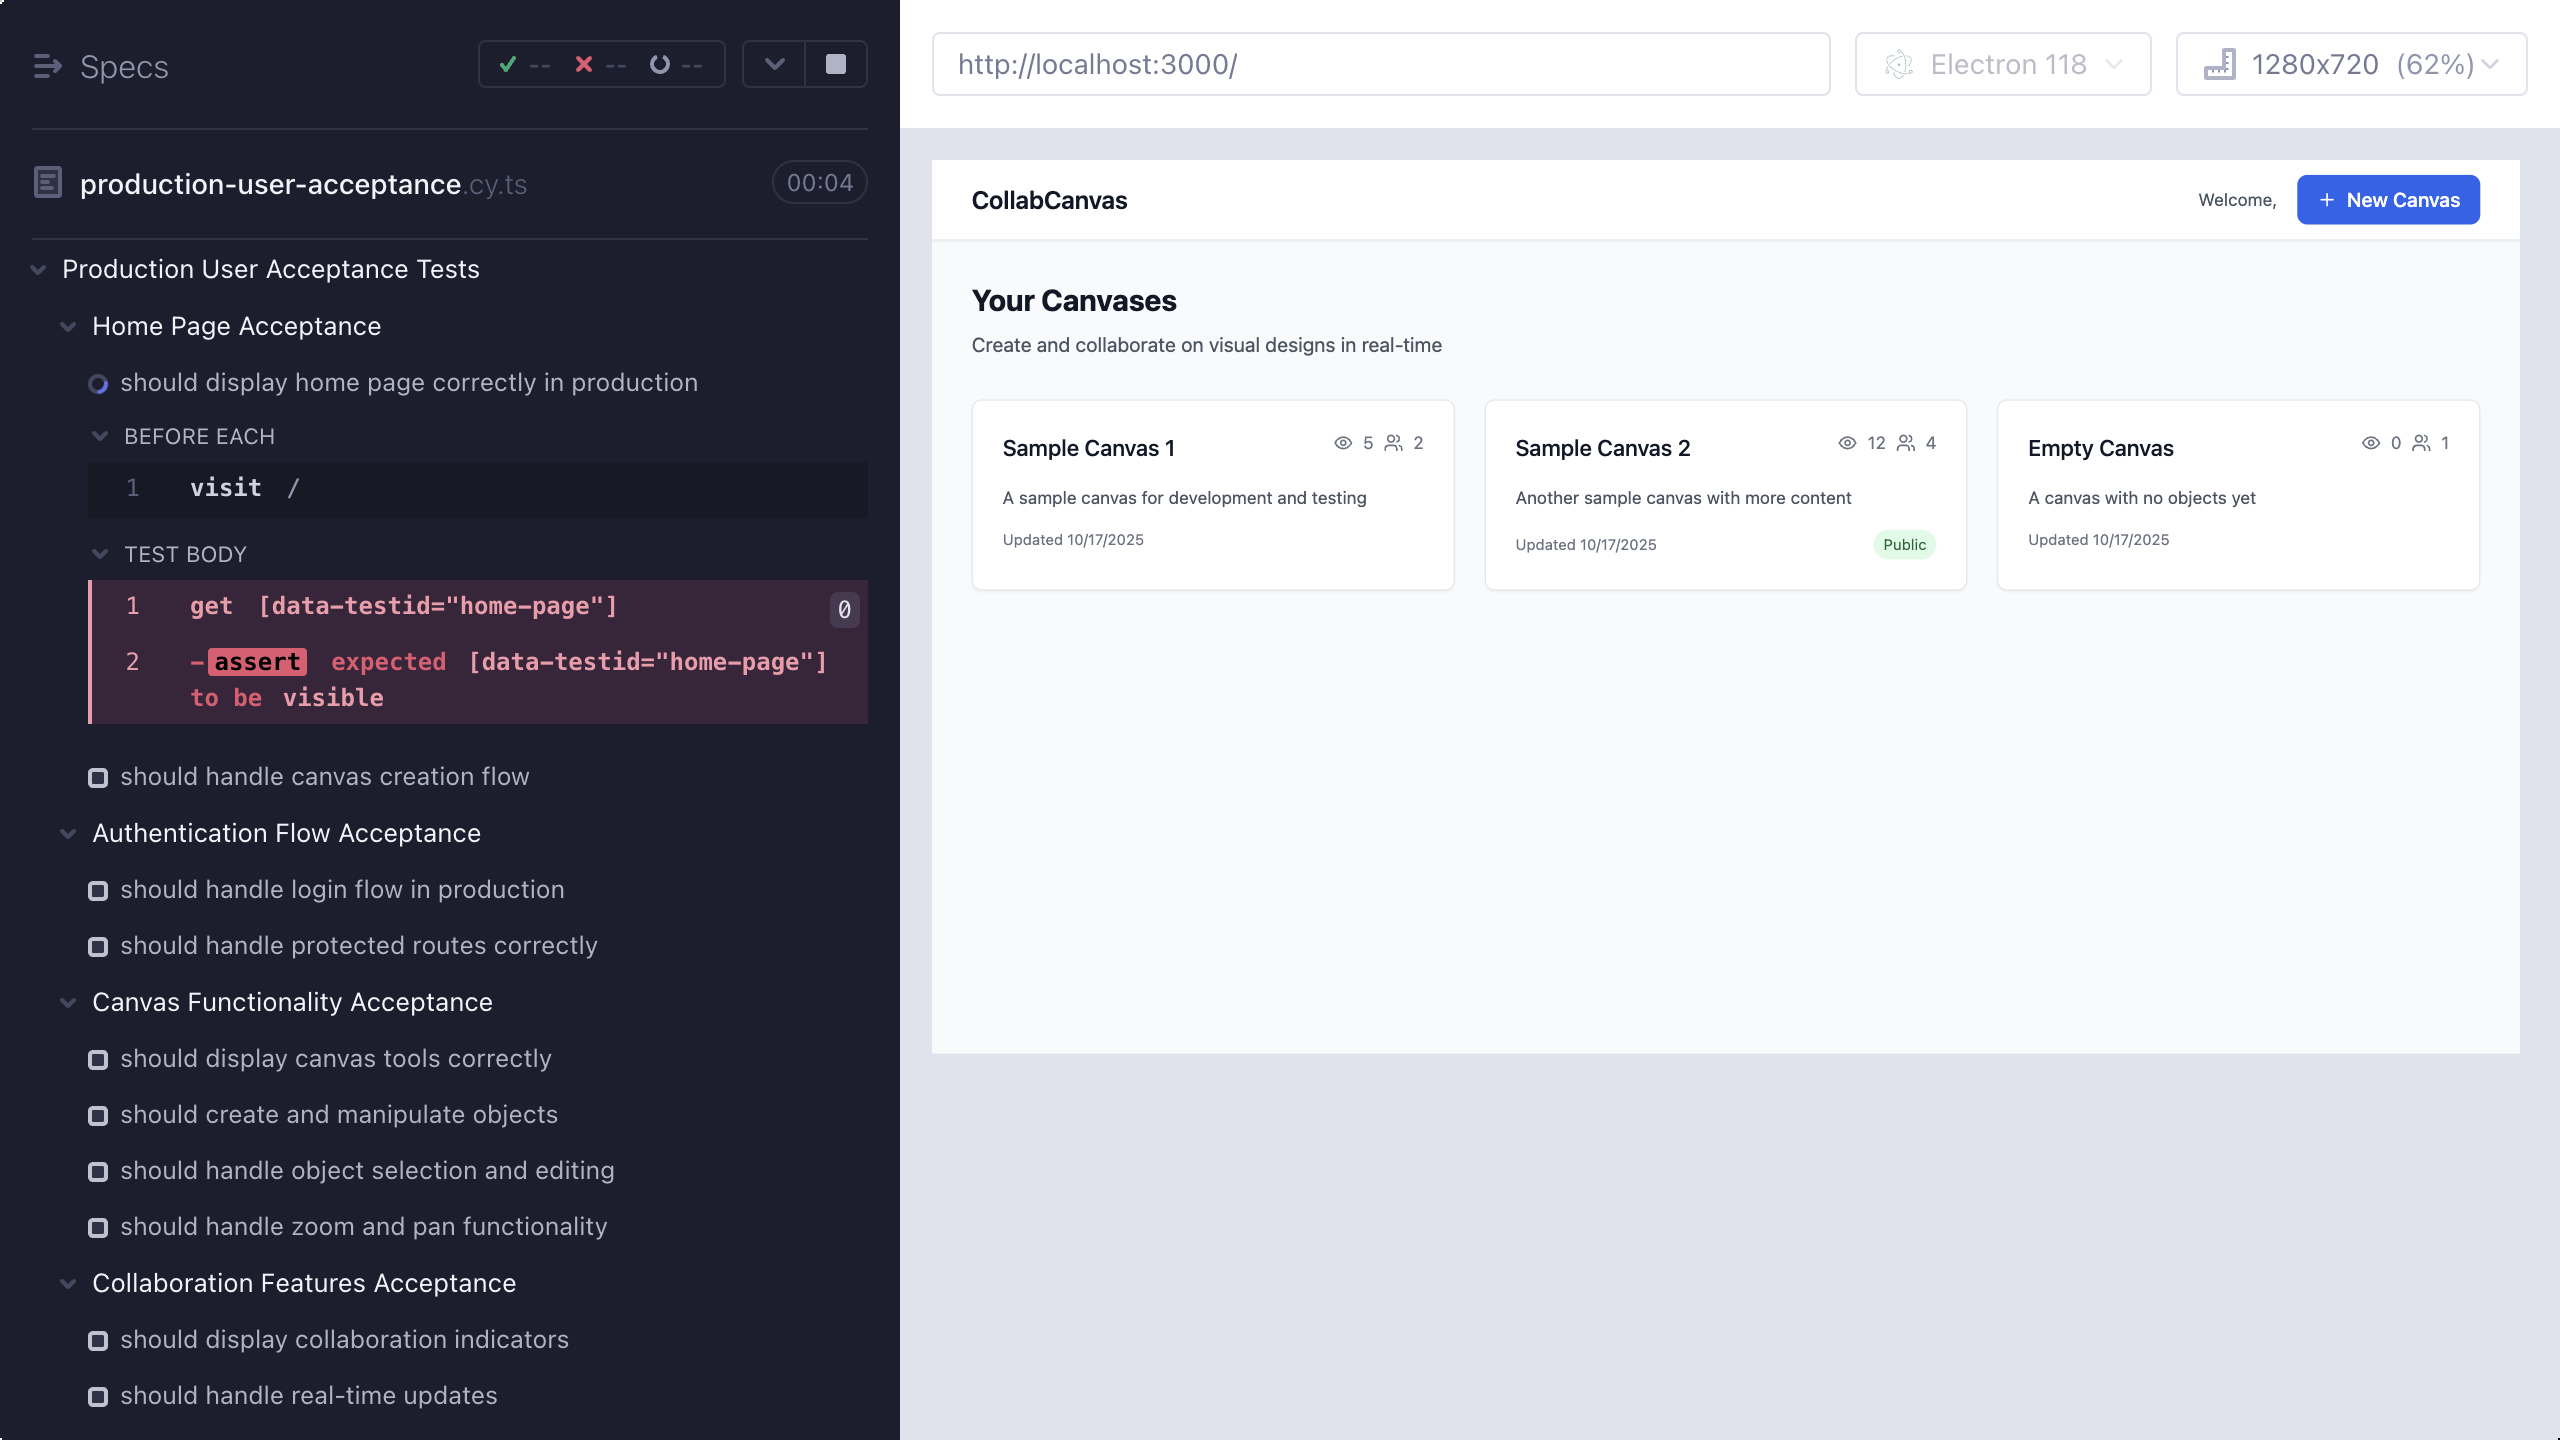 Specs
--
--
--
production-user-acceptance.cy.ts
00:04
Production User Acceptance Tests
Home Page Acceptance
should display home page correctly in production
BEFORE EACH
1 visit /
TEST BODY
1 get [data-testid="home-page"] 0
2 -assert expected [data-testid="home-page"]
to be visible
should handle canvas creation flow
Authentication Flow Acceptance
should handle login flow in production
should handle protected routes correctly
Canvas Functionality Acceptance
should display canvas tools correctly
should create and manipulate objects
should handle object selection and editing
should handle zoom and pan functionality
Collaboration Features Acceptance
should display collaboration indicators
should handle real-time updates
http://localhost:3000/
Electron 118
1280x720 (62%)
CollabCanvas
Welcome,
+ New Canvas
Your Canvases
Create and collaborate on visual designs in real-time
Sample Canvas 1
5 2
A sample canvas for development and testing
Updated 10/17/2025
Sample Canvas 2
12 4
Another sample canvas with more content
Updated 10/17/2025
Public
Empty Canvas
0 1
A canvas with no objects yet
Updated 10/17/2025